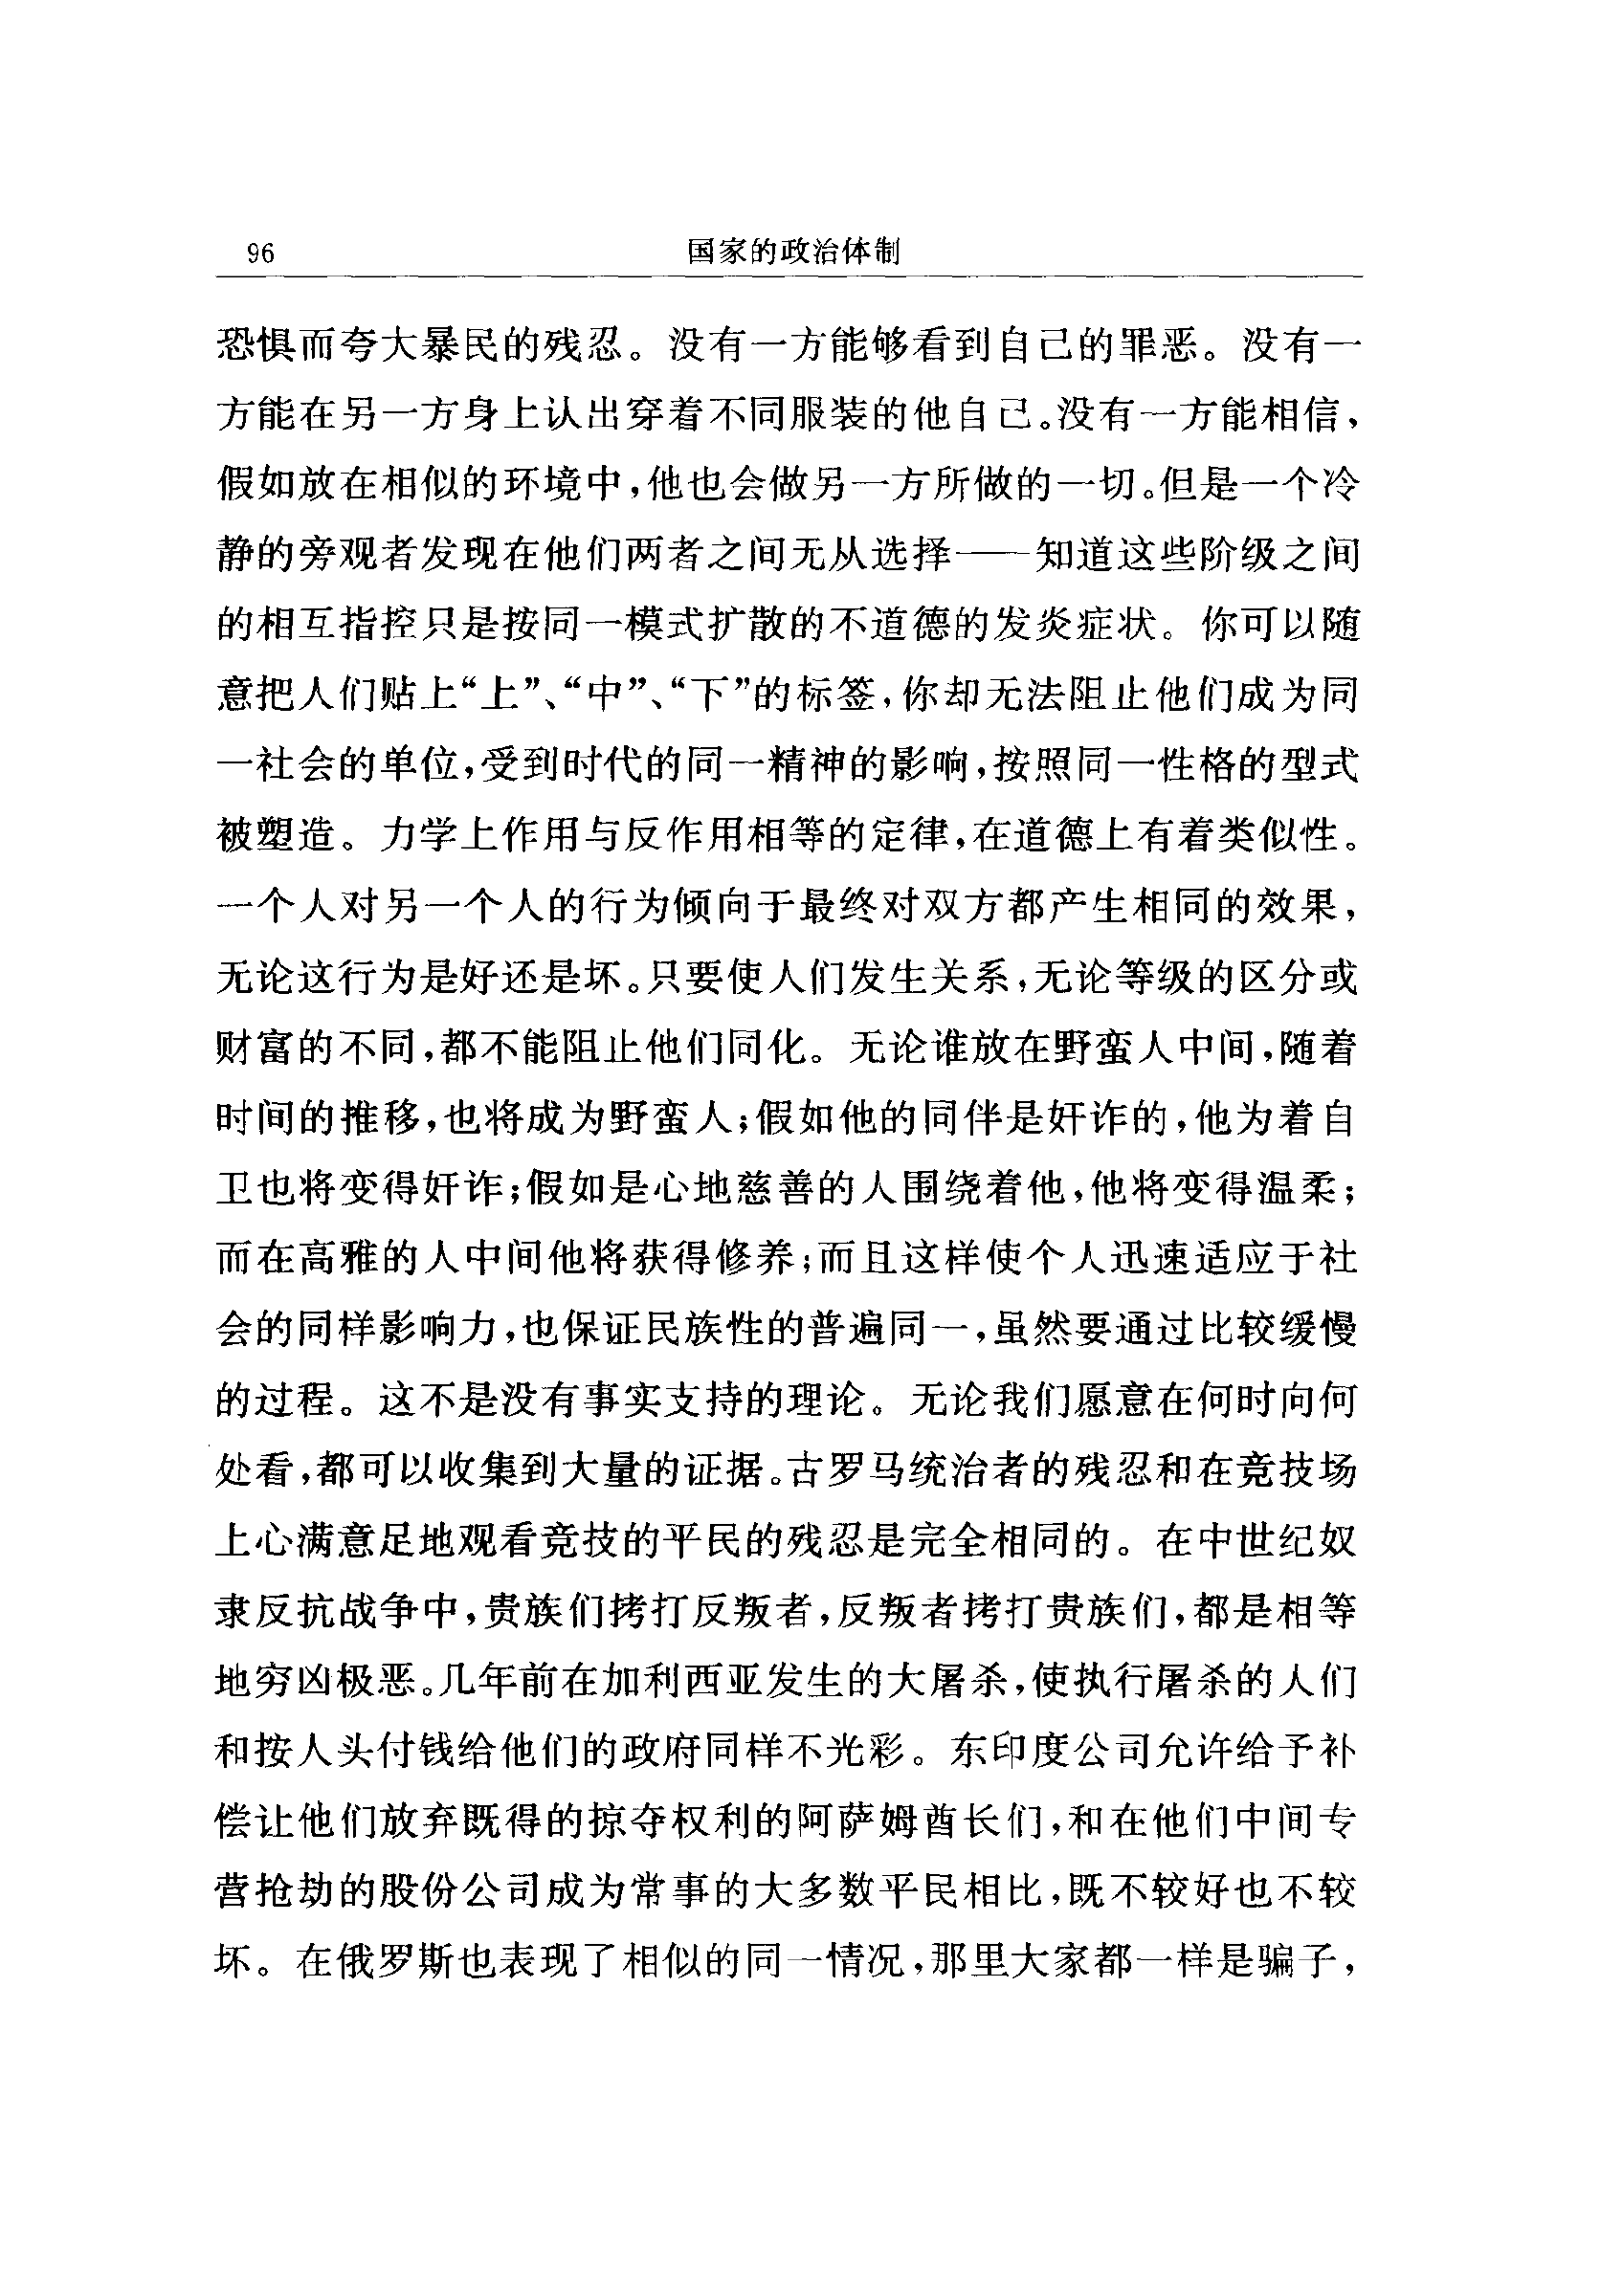 96 国家的政治体制
恐惧而夸大暴民的残忍。没有一方能够看到自己的罪恶。没有一
方能在另一方身上认出穿着不同服装的他自己。没有一方能相信，
假如放在相似的环境中，他也会做另一方所做的一切。但是一个冷
静的旁观者发现在他们两者之间无从选择——知道这些阶级之间
的相互指控只是按同一模式扩散的不道德的发炎症状。你可以随
意把人们贴上“上”、“中”、“下”的标签，你却无法阻止他们成为同
一社会的单位，受到时代的同一精神的影响，按照同一性格的型式
被塑造。力学上作用与反作用相等的定律，在道德上有着类似性。
一个人对另一个人的行为倾向于最终对双方都产生相同的效果，
无论这行为是好还是坏。只要使人们发生关系，无论等级的区分或
财富的不同，都不能阻止他们同化。无论谁放在野蛮人中间，随着
时间的推移，也将成为野蛮人；假如他的同伴是奸诈的，他为着自
卫也将变得奸诈；假如是心地慈善的人围绕着他，他将变得温柔；
而在高雅的人中间他将获得修养；而且这样使个人迅速适应于社
会的同样影响力，也保证民族性的普遍同一，虽然要通过比较缓慢
的过程。这不是没有事实支持的理论。无论我们愿意在何时向何
处看，都可以收集到大量的证据。古罗马统治者的残忍和在竞技场
上心满意足地观看竞技的平民的残忍是完全相同的。在中世纪奴
隶反抗战争中，贵族们拷打反叛者，反叛者拷打贵族们，都是相等
地穷凶极恶。几年前在加利西亚发生的大屠杀，使执行屠杀的人们
和按人头付钱给他们的政府同样不光彩。东印度公司允许给予补
偿让他们放弃既得的掠夺权利的阿萨姆酋长们，和在他们中间专
营抢劫的股份公司成为常事的大多数平民相比，既不较好也不较
坏。在俄罗斯也表现了相似的同一情况，那里大家都一样是骗子，